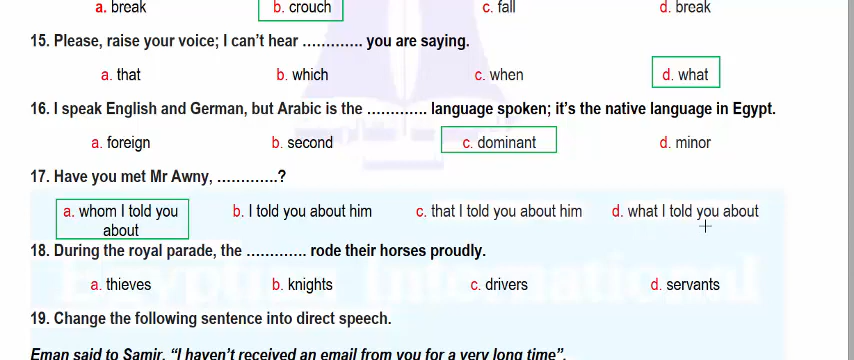 a. break b. crouch c. fall d. break
15. Please, raise your voice; I can't hear ............. you are saying.
a. that b. which c. when d. what
16. I speak English and German, but Arabic is the ............. language spoken; it's the native language in Egypt.
a. foreign b. second c. dominant d. minor
17. Have you met Mr Awny, .............?
a. whom I told you about b. I told you about him c. that I told you about him d. what I told you about
18. During the royal parade, the ............. rode their horses proudly.
a. thieves b. knights c. drivers d. servants
19. Change the following sentence into direct speech.
Eman said to Samir, "I haven't received an email from you for a very long time".
Egyptian International